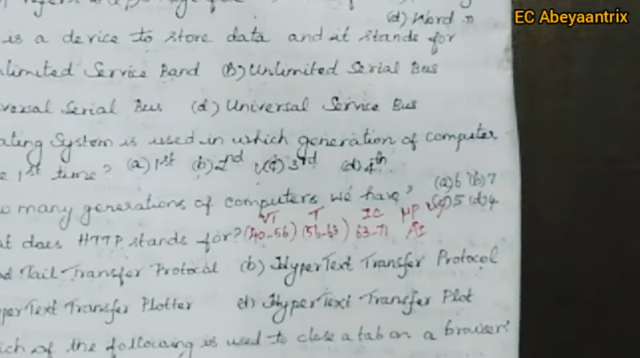 (d) Word n
EC Abeyaantrix
is a device to store data and it stands for
limited Service Band (b) Unlimited Serial Bus
versal Serial Bus (d) Universal Service Bus
ating System is used in which generation of computer
1st time? (a) 1st (b) 2nd (c) 3rd (d) 4th
many generations of computers we have? (a) 6 (b) 7
(c) 5 (d) 4
VT T IC MP
(40-56) (56-63) 63-71 AI
t does HTTP stands for?
Tail Transfer Protocol (b) HyperText Transfer Protocol
perText Transfer Plotter (d) HyperText Transfer Plot
ich of the following is used to close a tab on a browser?